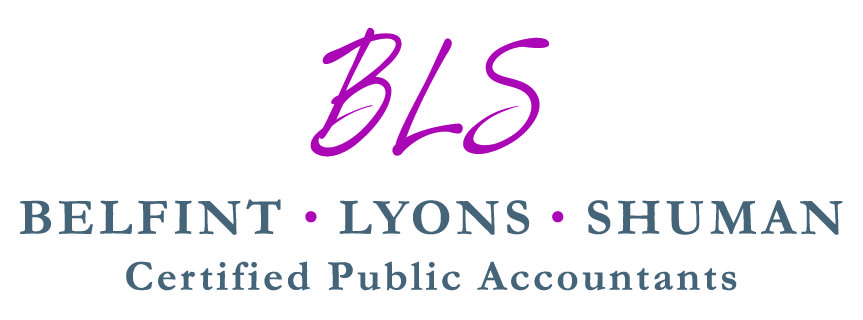 BLS
BELFINT • LYONS • SHUMAN
Certified Public Accountants